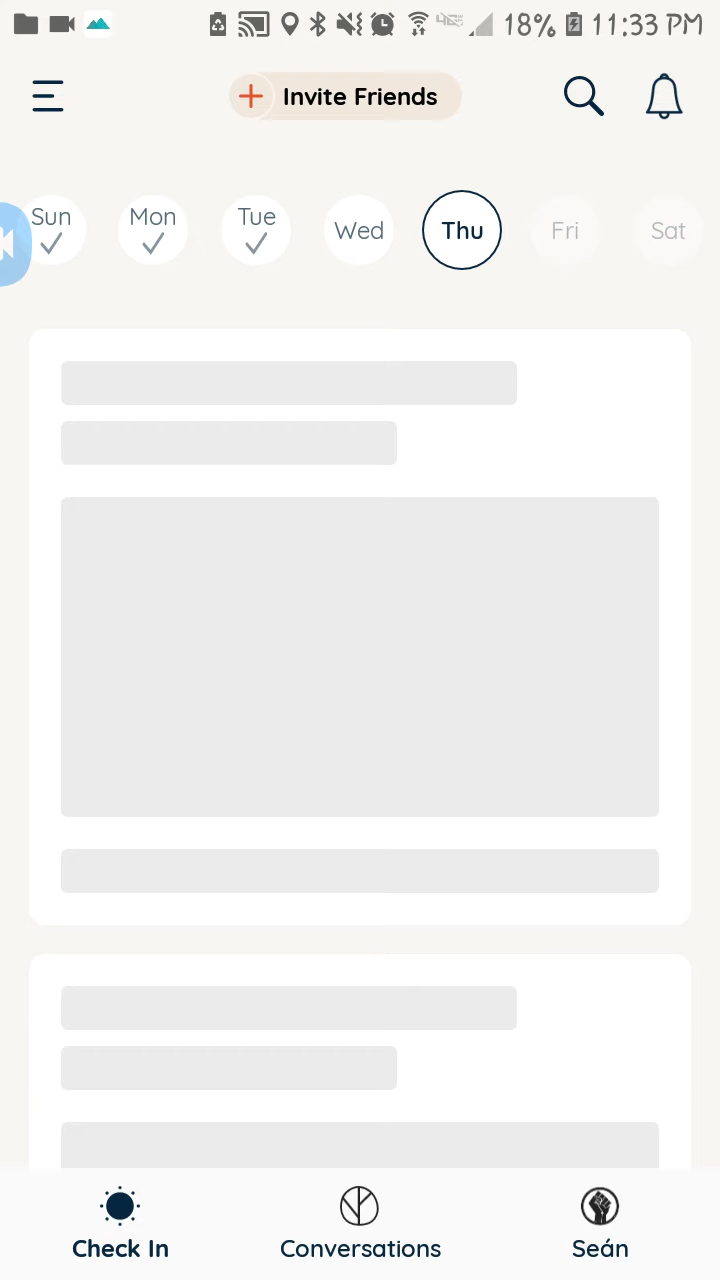 18% 11:33 PM
Invite Friends
Sun Mon Tue Wed Thu Fri Sat
Check In Conversations Seán